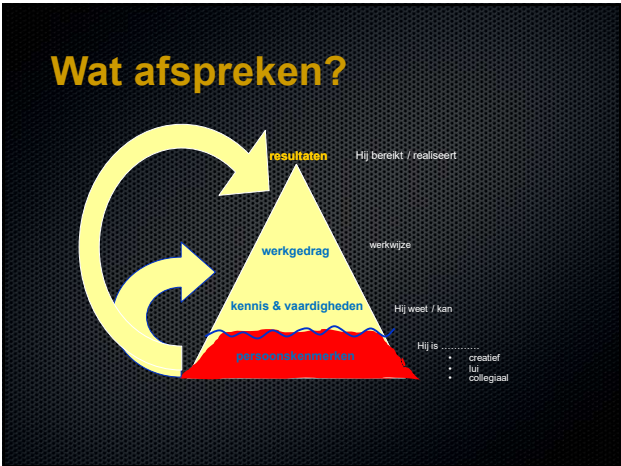 Wat afspreken?
resultaten
Hij bereikt / realiseert
werkgedrag
werkwijze
kennis & vaardigheden
Hij weet / kan
persoonskenmerken
Hij is …………
• creatief
• lui
• collegiaal